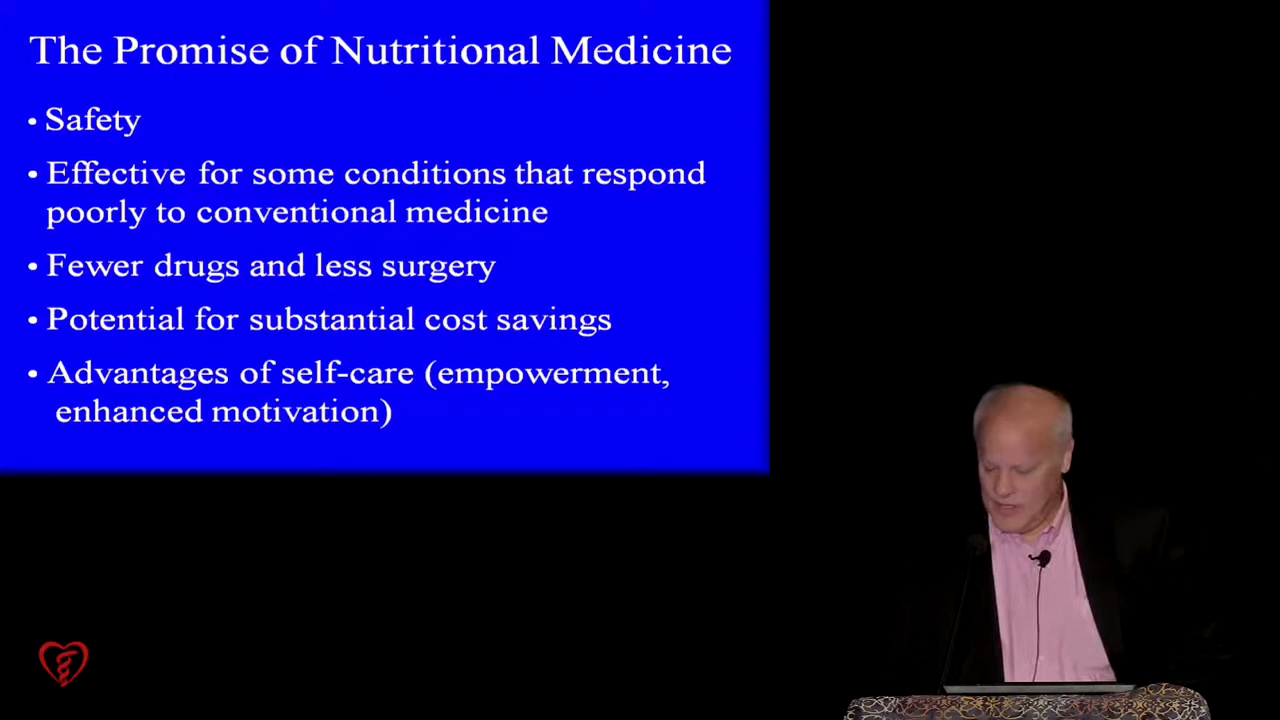 The Promise of Nutritional Medicine
• Safety
• Effective for some conditions that respond
poorly to conventional medicine
• Fewer drugs and less surgery
• Potential for substantial cost savings
• Advantages of self-care (empowerment,
enhanced motivation)